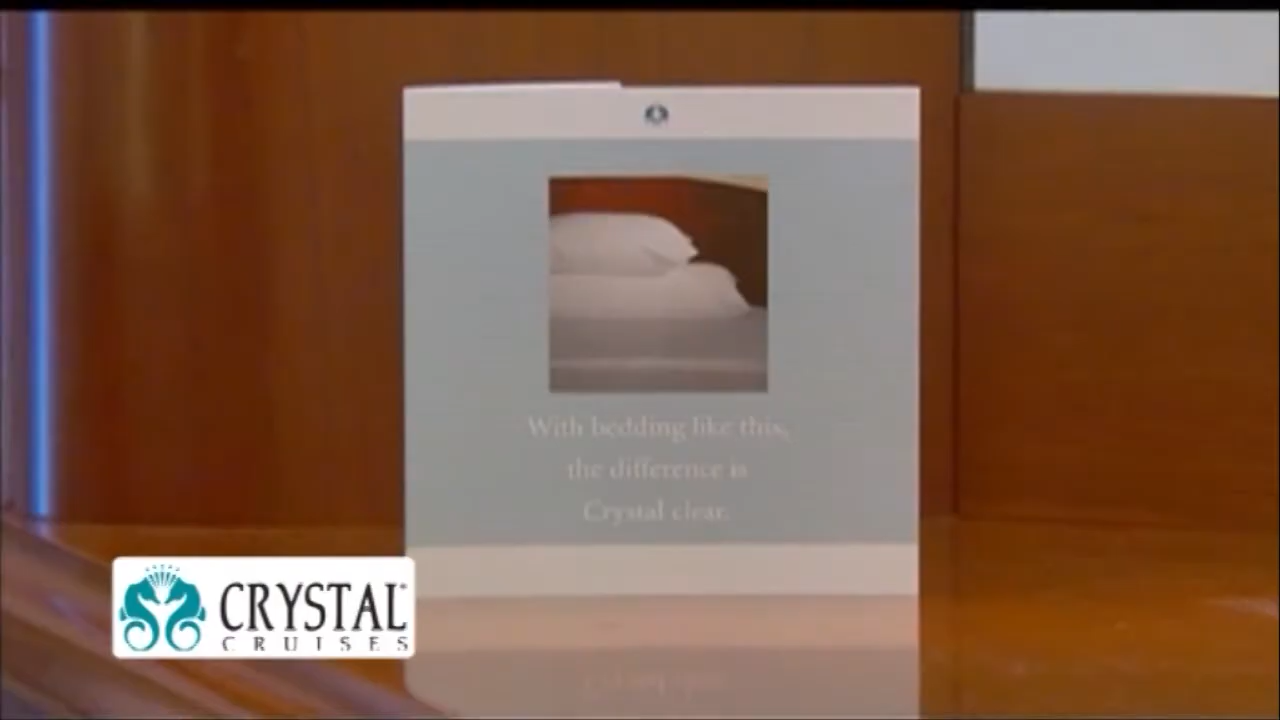 With bedding like this,
the difference is
Crystal clear.
CRYSTAL®
CRUISES